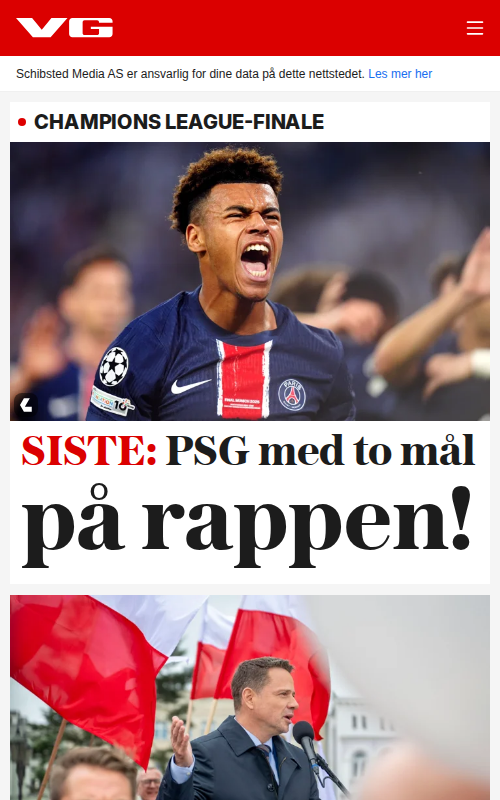 VG
Schibsted Media AS er ansvarlig for dine data på dette nettstedet. Les mer her
CHAMPIONS LEAGUE-FINALE
SISTE: PSG med to mål
på rappen!